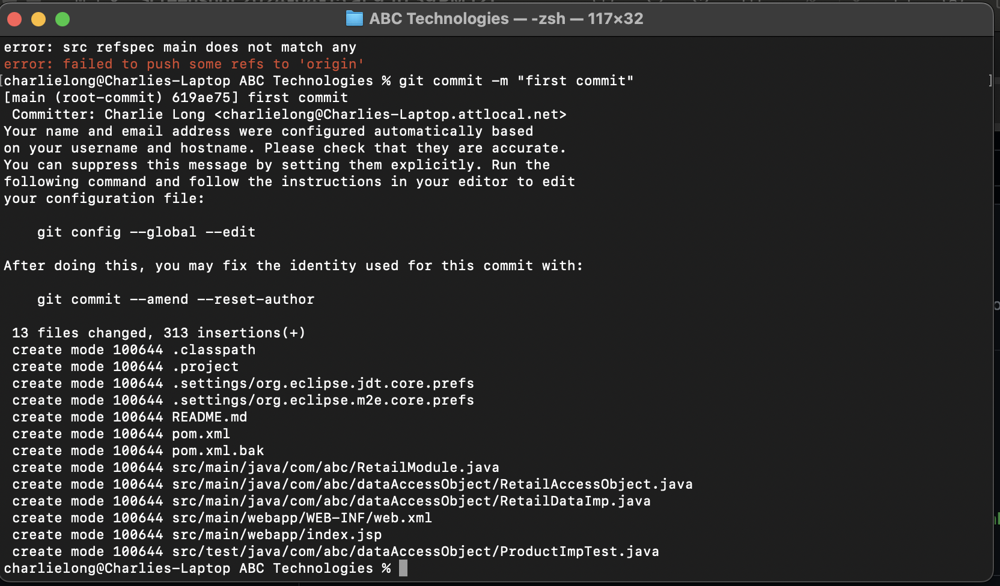 ABC Technologies — -zsh — 117×32
error: src refspec main does not match any
error: failed to push some refs to 'origin'
[charlielong@Charlies-Laptop ABC Technologies % git commit -m "first commit" ]
[main (root-commit) 619ae75] first commit
 Committer: Charlie Long <charlielong@Charlies-Laptop.attlocal.net>
Your name and email address were configured automatically based
on your username and hostname. Please check that they are accurate.
You can suppress this message by setting them explicitly. Run the
following command and follow the instructions in your editor to edit
your configuration file:

    git config --global --edit

After doing this, you may fix the identity used for this commit with:

    git commit --amend --reset-author

 13 files changed, 313 insertions(+)
 create mode 100644 .classpath
 create mode 100644 .project
 create mode 100644 .settings/org.eclipse.jdt.core.prefs
 create mode 100644 .settings/org.eclipse.m2e.core.prefs
 create mode 100644 README.md
 create mode 100644 pom.xml
 create mode 100644 pom.xml.bak
 create mode 100644 src/main/java/com/abc/RetailModule.java
 create mode 100644 src/main/java/com/abc/dataAccessObject/RetailAccessObject.java
 create mode 100644 src/main/java/com/abc/dataAccessObject/RetailDataImp.java
 create mode 100644 src/main/webapp/WEB-INF/web.xml
 create mode 100644 src/main/webapp/index.jsp
 create mode 100644 src/test/java/com/abc/dataAccessObject/ProductImpTest.java
charlielong@Charlies-Laptop ABC Technologies %